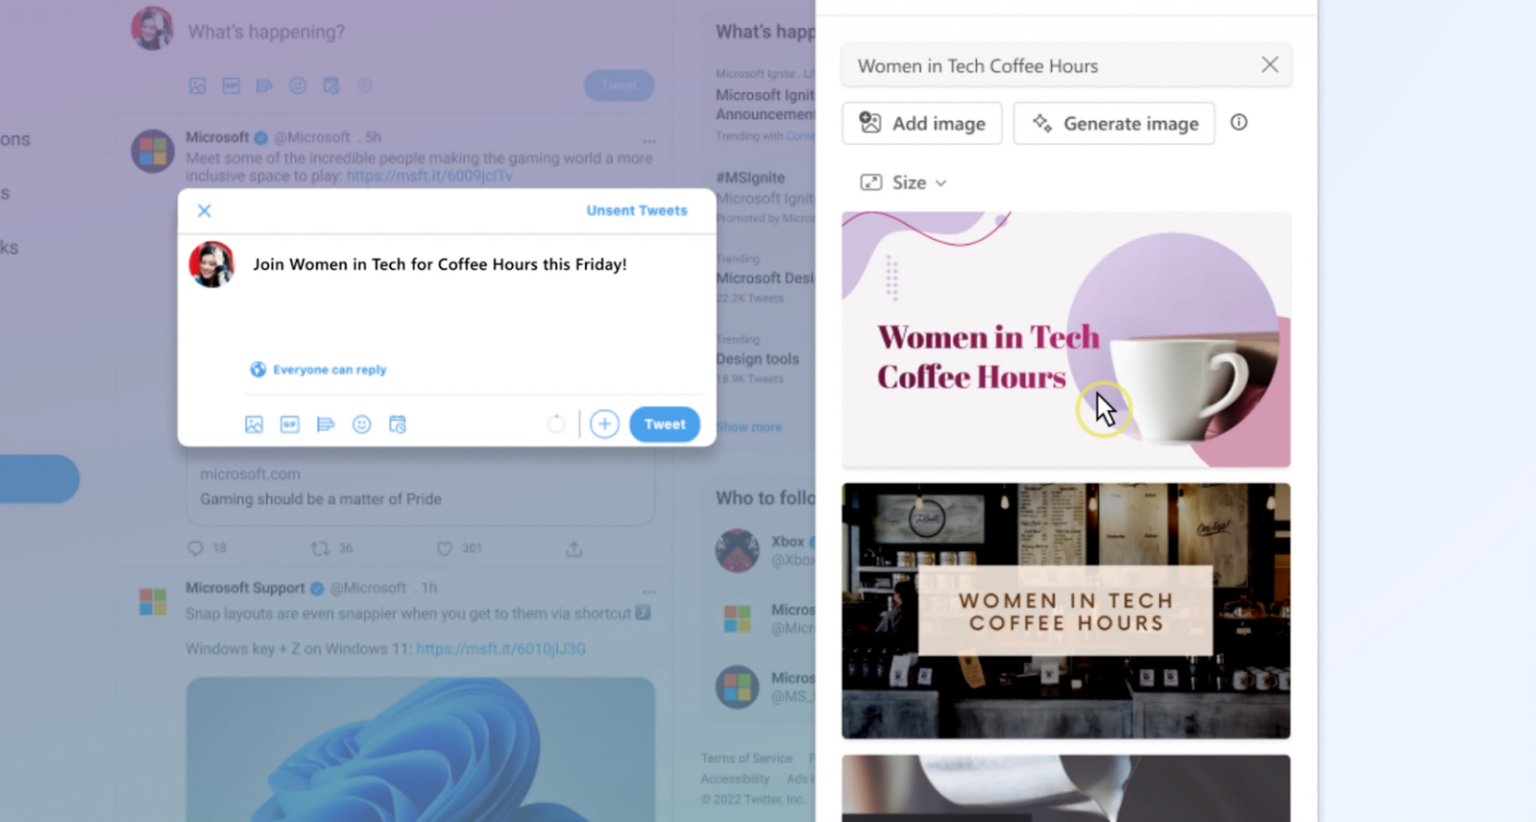 What's happening?
Tweet
ons
s
ks
Microsoft @Microsoft . 5h
Meet some of the incredible people making the gaming world a more
inclusive space to play: https://msft.it/6009jclTv
Unsent Tweets
Join Women in Tech for Coffee Hours this Friday!
Everyone can reply
GIF
Tweet
microsoft.com
Gaming should be a matter of Pride
18 36 301
Microsoft Support @Microsoft . 1h
Snap layouts are even snappier when you get to them via shortcut
Windows key + Z on Windows 11: https://msft.it/6010jlJ3G
What's happ
Microsoft Ignite . LI
Microsoft Ignit
Announcement
Trending with
#MSIgnite
Microsoft Ignit
Promoted by Micros
Trending
Microsoft Desi
22.2K Tweets
Trending
Design tools
18.9K Tweets
Show more
Who to follo
Xbox
@Xbox
Micros
@Micr
Micros
@MS_
Terms of Service P
Accessibility Ads i
© 2022 Twitter, Inc.
Women in Tech Coffee Hours
Add image
Generate image
Size
Women in Tech
Coffee Hours
WOMEN IN TECH
COFFEE HOURS